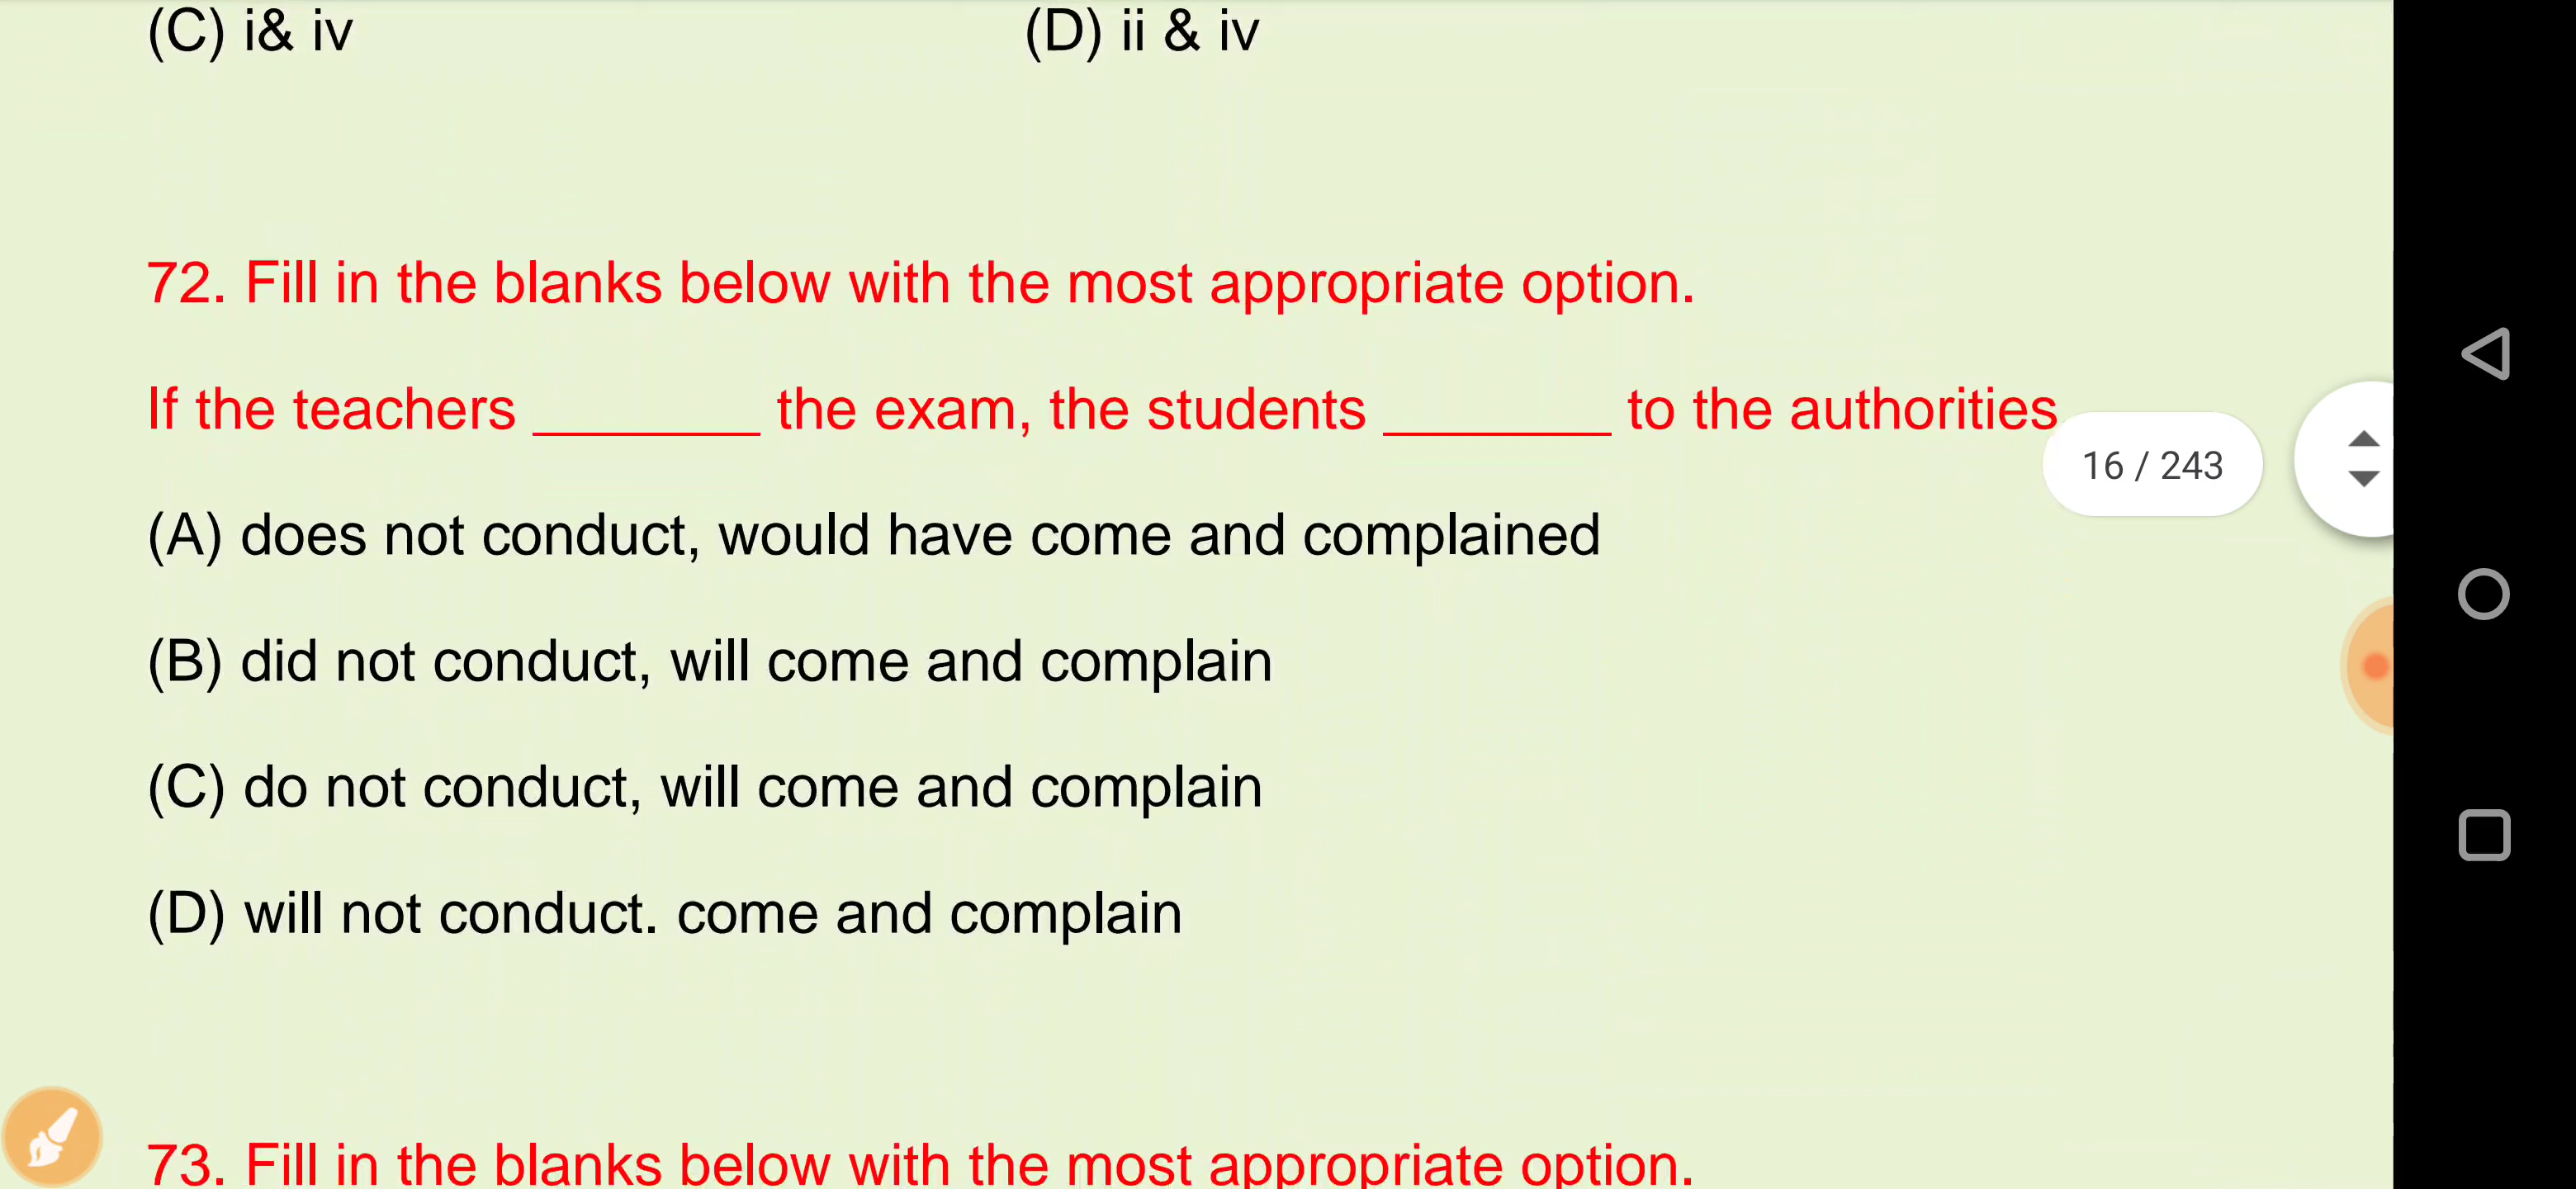 (C) i& iv (D) ii & iv
72. Fill in the blanks below with the most appropriate option.
If the teachers _______ the exam, the students _______ to the authorities
16 / 243
(A) does not conduct, would have come and complained
(B) did not conduct, will come and complain
(C) do not conduct, will come and complain
(D) will not conduct. come and complain
73. Fill in the blanks below with the most appropriate option.